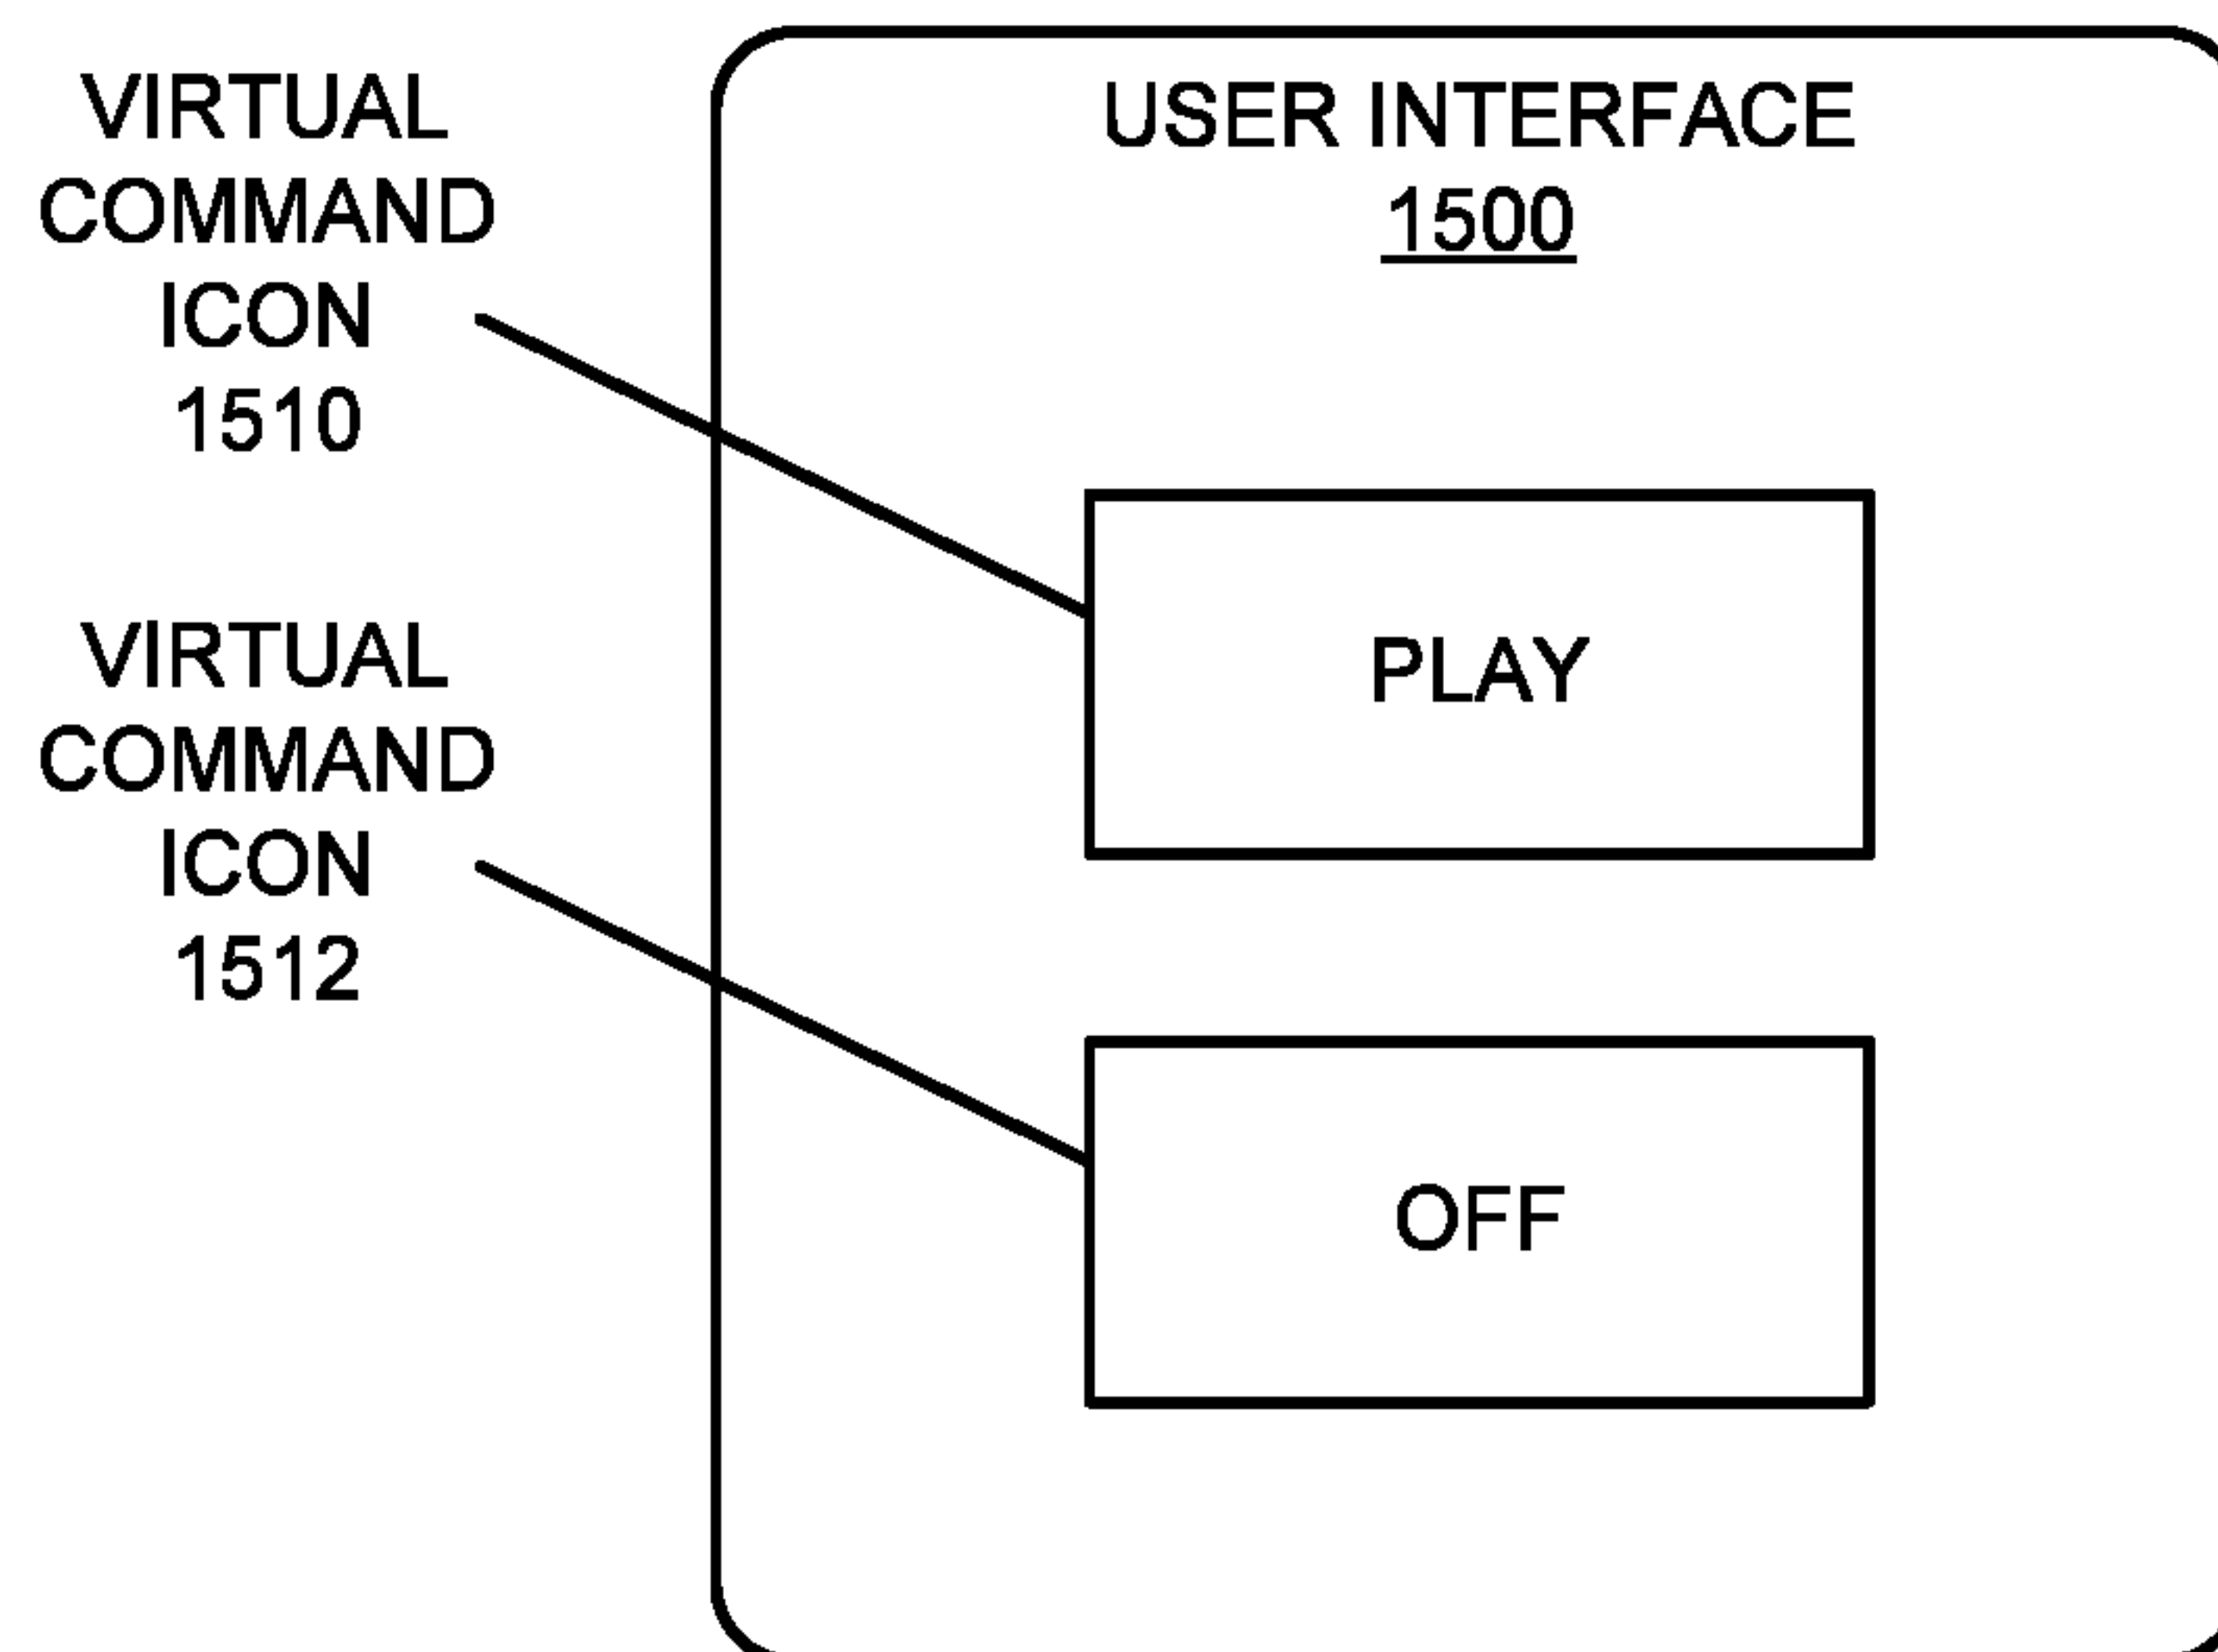 VIRTUAL
COMMAND
ICON
1510
VIRTUAL
COMMAND
ICON
1512
USER INTERFACE
1500
PLAY
OFF